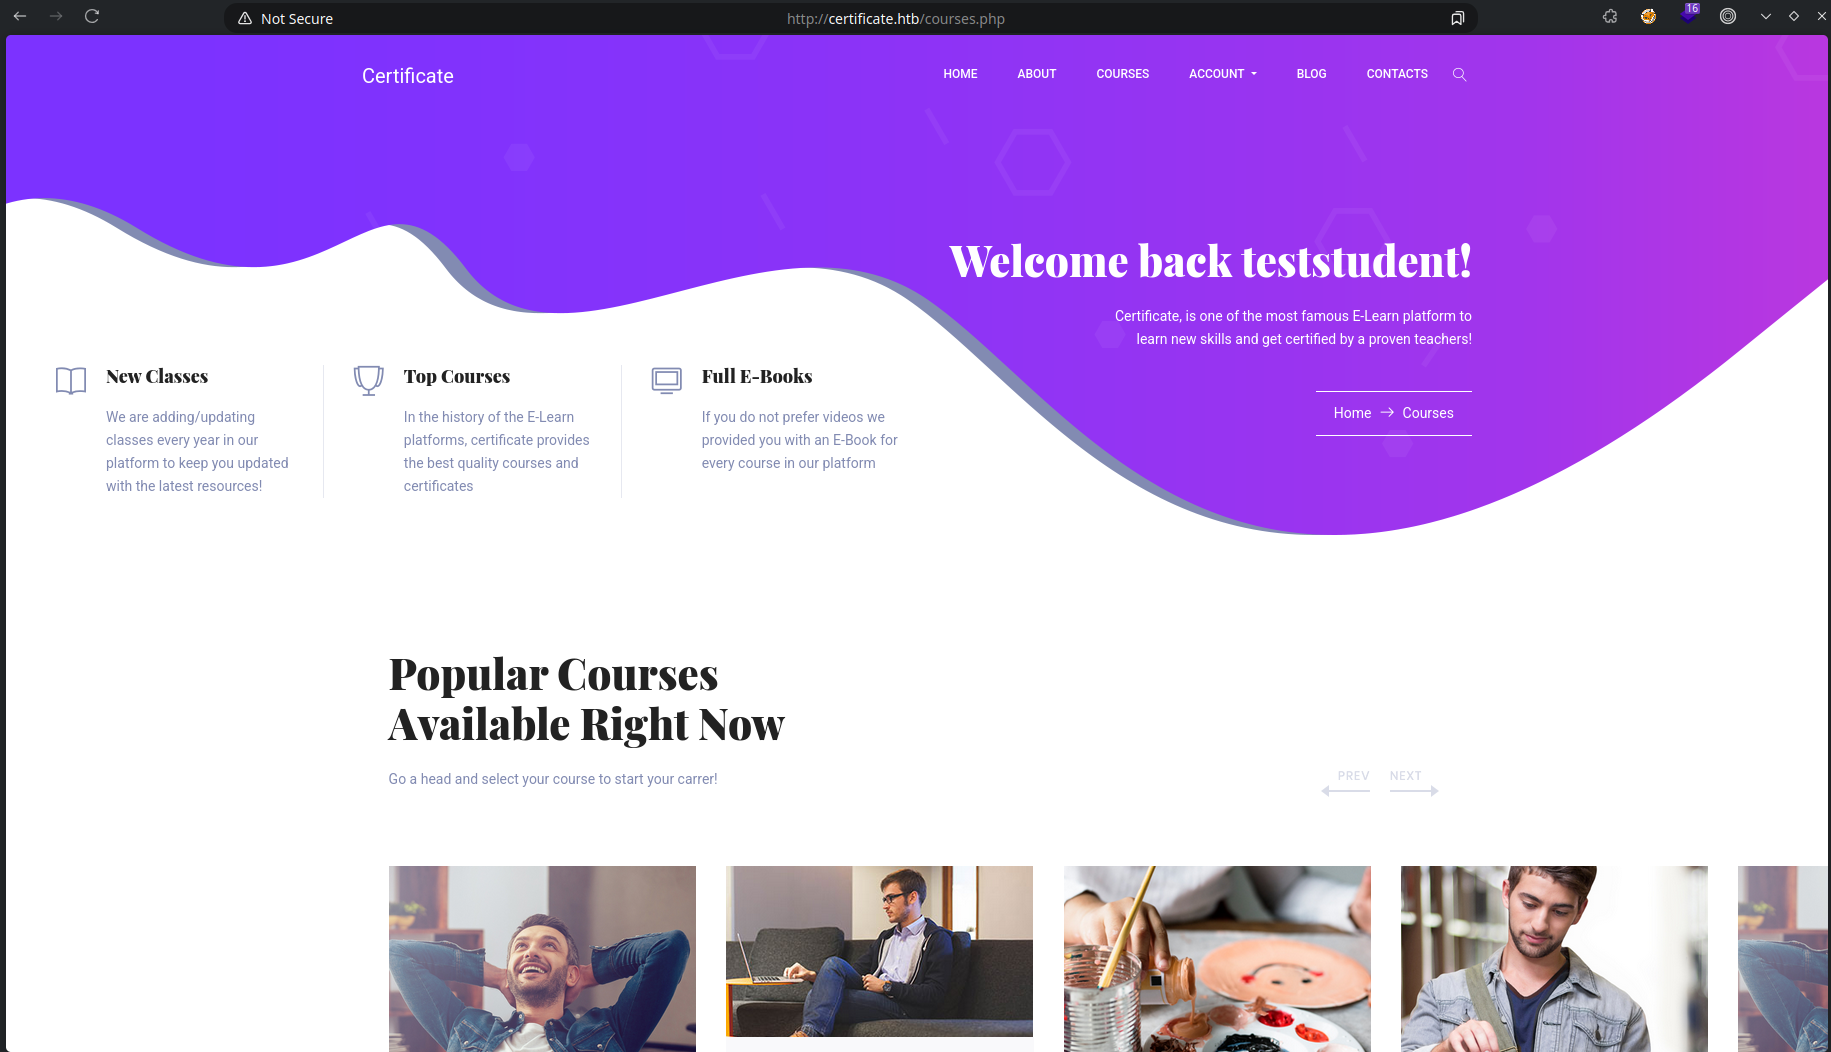 Not Secure
http://certificate.htb/courses.php
16
Certificate
HOME
ABOUT
COURSES
ACCOUNT
BLOG
CONTACTS
Welcome back teststudent!
Certificate, is one of the most famous E-Learn platform to
learn new skills and get certified by a proven teachers!
Home → Courses
New Classes
We are adding/updating
classes every year in our
platform to keep you updated
with the latest resources!
Top Courses
In the history of the E-Learn
platforms, certificate provides
the best quality courses and
certificates
Full E-Books
If you do not prefer videos we
provided you with an E-Book for
every course in our platform
Popular Courses
Available Right Now
Go a head and select your course to start your carrer!
PREV
NEXT